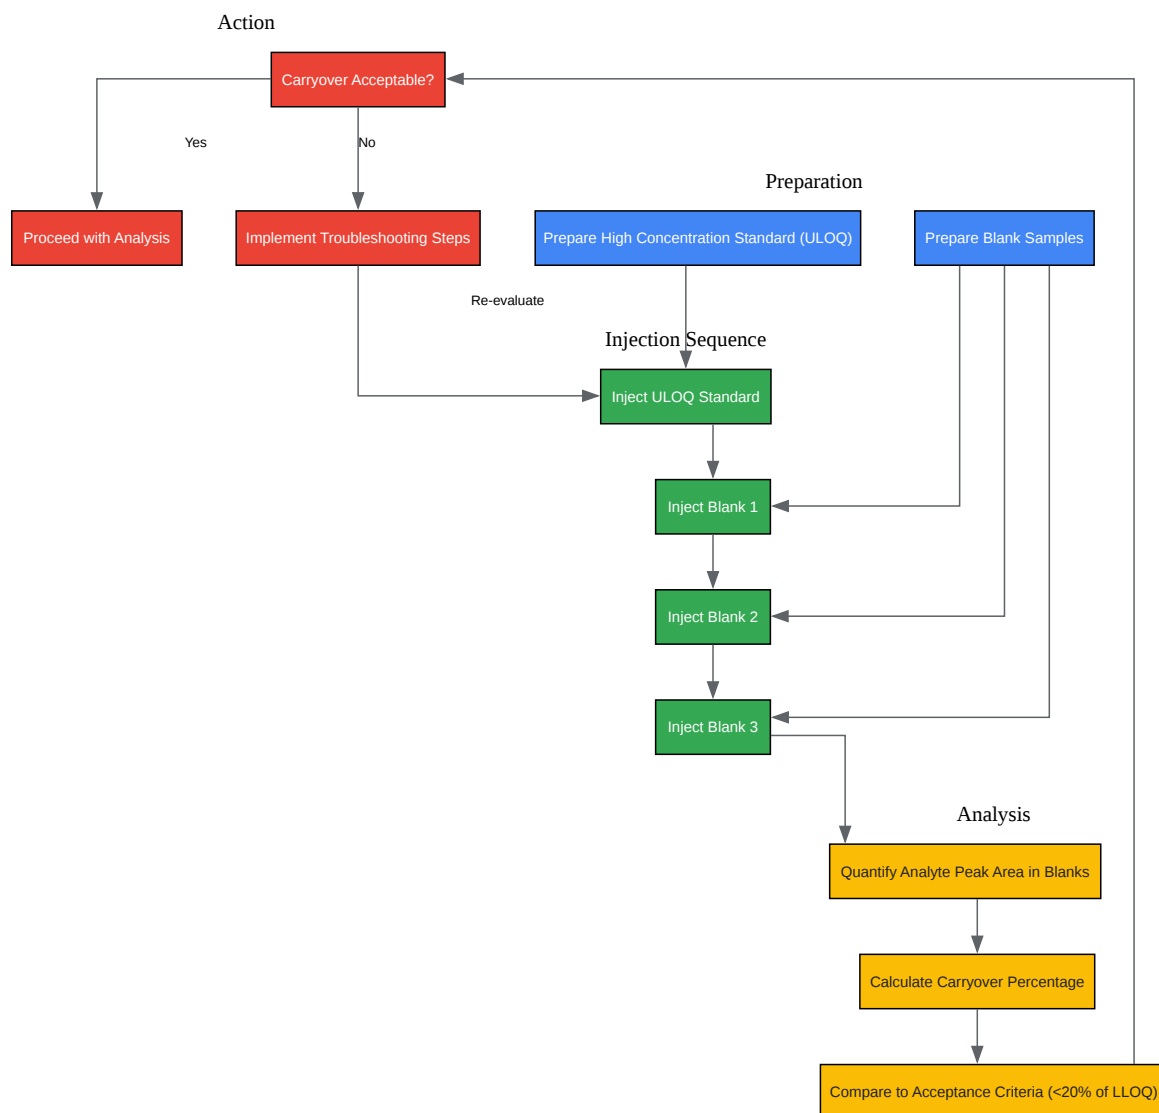 Action
Carryover Acceptable?
Yes
No
Preparation
Proceed with Analysis
Implement Troubleshooting Steps
Prepare High Concentration Standard (ULOQ)
Prepare Blank Samples
Re-evaluate
Injection Sequence
Inject ULOQ Standard
Inject Blank 1
Inject Blank 2
Inject Blank 3
Analysis
Quantify Analyte Peak Area in Blanks
Calculate Carryover Percentage
Compare to Acceptance Criteria (<20% of LLOQ)